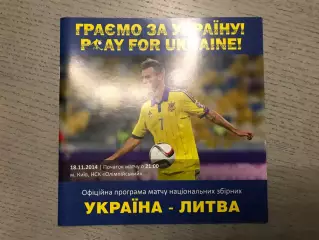 ГРАЄМО ЗА УКРАЇНУ!
PLAY FOR UKRAINE!
7
18.11.2014 | Початок матчу о 21:00
м. Київ, НСК «Олімпійський»
Офіційна програма матчу національних збірних
УКРАЇНА - ЛИТВА